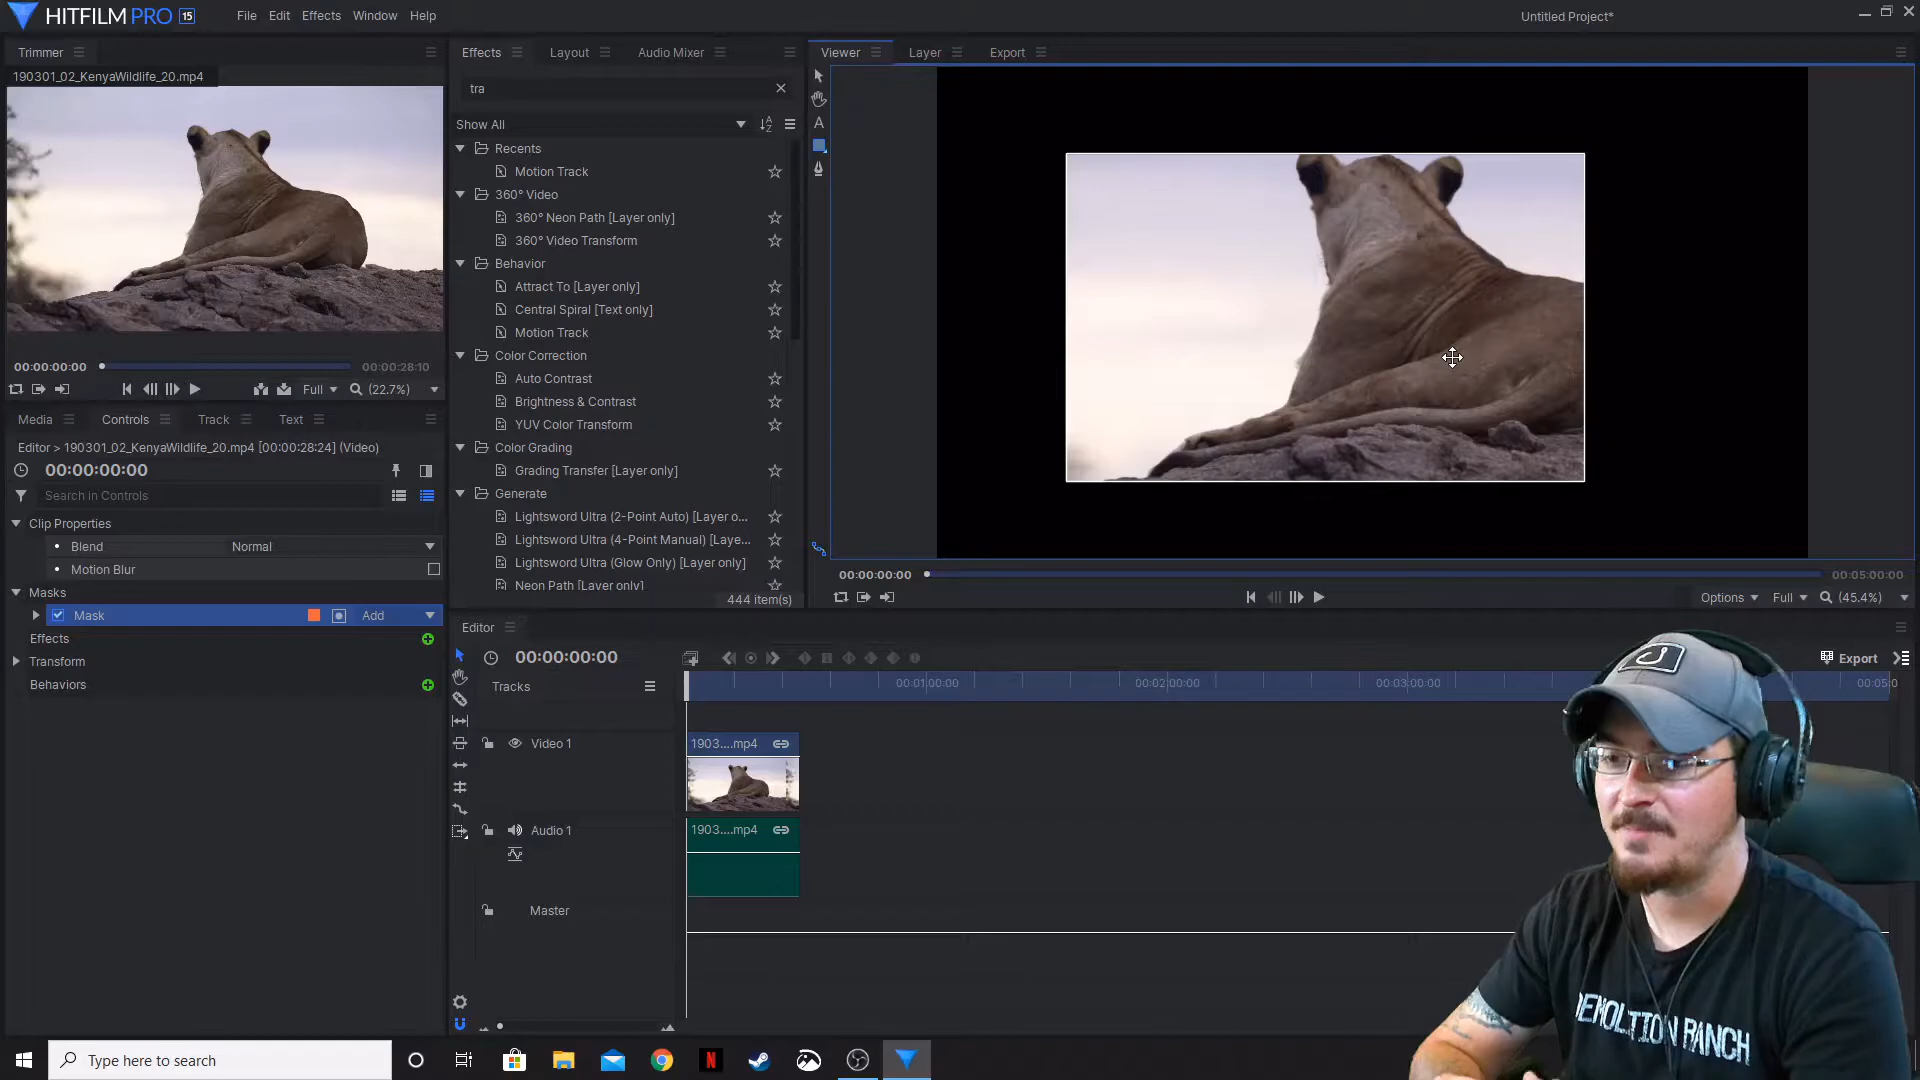 HITFILM PRO 15
File Edit Effects Window Help
Untitled Project*
Trimmer
190301_02_KenyaWildlife_20.mp4
00:00:00:00
00:00:28:10
Full
(22.7%)
Effects Layout Audio Mixer
tra
Show All
Recents
Motion Track
360° Video
360° Neon Path [Layer only]
360° Video Transform
Behavior
Attract To [Layer only]
Central Spiral [Text only]
Motion Track
Color Correction
Auto Contrast
Brightness & Contrast
YUV Color Transform
Color Grading
Grading Transfer [Layer only]
Generate
Lightsword Ultra (2-Point Auto) [Layer o...
Lightsword Ultra (4-Point Manual) [Laye...
Lightsword Ultra (Glow Only) [Layer only]
Neon Path [Layer only]
444 item(s)
Viewer Layer Export
A
00:00:00:00
00:05:00:00
Options Full (45.4%)
Media Controls Track Text
Editor > 190301_02_KenyaWildlife_20.mp4 [00:00:28:24] (Video)
00:00:00:00
Search in Controls
Clip Properties
Blend Normal
Motion Blur
Masks
Mask Add
Effects
Transform
Behaviors
Editor
00:00:00:00
Export
Tracks
00:01:00:00 00:02:00:00 00:03:00:00 00:05:0
Video 1
1903....mp4
Audio 1
1903....mp4
Master
DEMOLITION RANCH
Type here to search